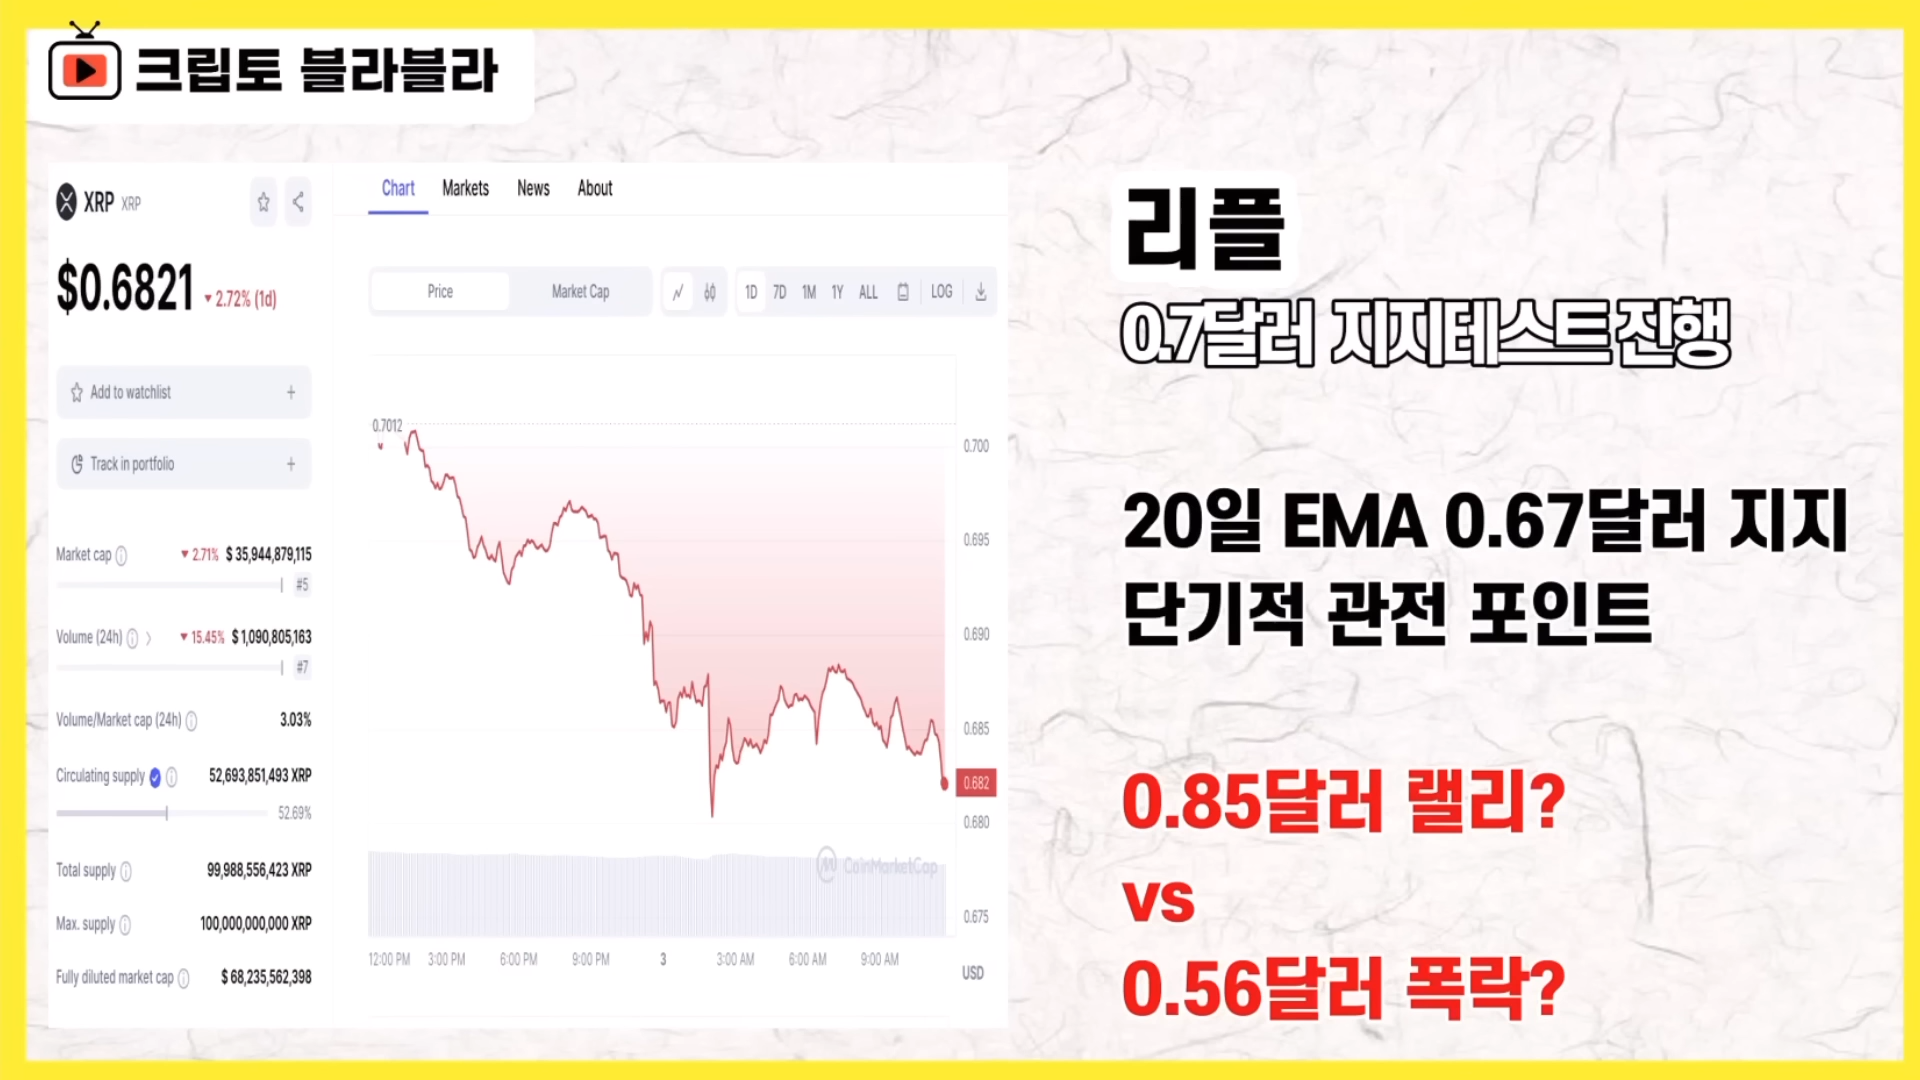 크립토 블라블라
XRP XRP
$0.6821 ▼ 2.72% (1d)
Add to watchlist +
Track in portfolio +
Market cap ▼ 2.71% $ 35,944,879,115
#5
Volume (24h) ▼ 15.45% $ 1,090,805,163
#7
Volume/Market cap (24h) 3.03%
Circulating supply 52,693,851,493 XRP
52.69%
Total supply 99,988,556,423 XRP
Max. supply 100,000,000,000 XRP
Fully diluted market cap $ 68,235,562,398
Chart Markets News About
Price Market Cap 1D 7D 1M 1Y ALL LOG
0.7012
0.700
0.695
0.690
0.685
0.682
0.680
CoinMarketCap
0.675
12:00 PM 3:00 PM 6:00 PM 9:00 PM 3 3:00 AM 6:00 AM 9:00 AM
USD
리플
0.7달러 지지테스트 진행
20일 EMA 0.67달러 지지
단기적 관전 포인트
0.85달러 랠리?
vs
0.56달러 폭락?